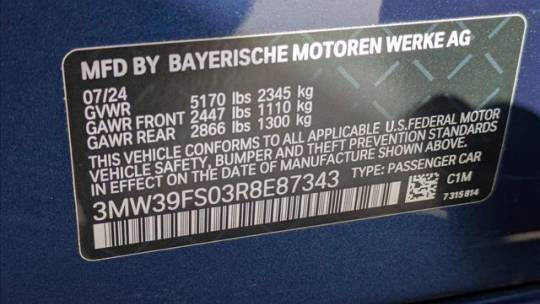 MFD BY BAYERISCHE MOTOREN WERKE AG
07/24
GVWR 5170 lbs 2345 kg
GAWR FRONT 2447 lbs 1110 kg
GAWR REAR 2866 lbs 1300 kg
THIS VEHICLE CONFORMS TO ALL APPLICABLE U.S.FEDERAL MOTOR
VEHICLE SAFETY, BUMPER AND THEFT PREVENTION STANDARDS
IN EFFECT ON THE DATE OF MANUFACTURE SHOWN ABOVE.
3MW39FS03R8E87343 TYPE: PASSENGER CAR
C1M
7315814